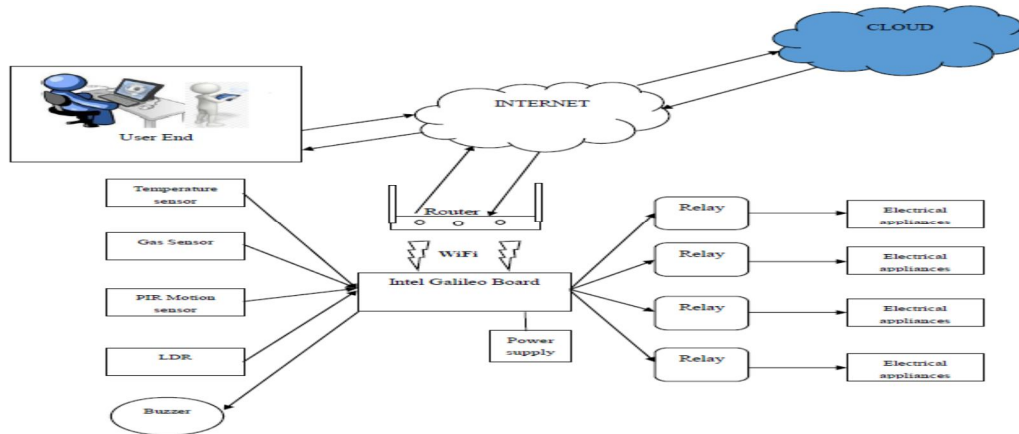 CLOUD
INTERNET
User End
Temperature
sensor
Gas Sensor
PIR Motion
sensor
LDR
Buzzer
Router
WiFi
Intel Galileo Board
Power
supply
Relay
Electrical
appliances
Relay
Electrical
appliances
Relay
Electrical
appliances
Relay
Electrical
appliances